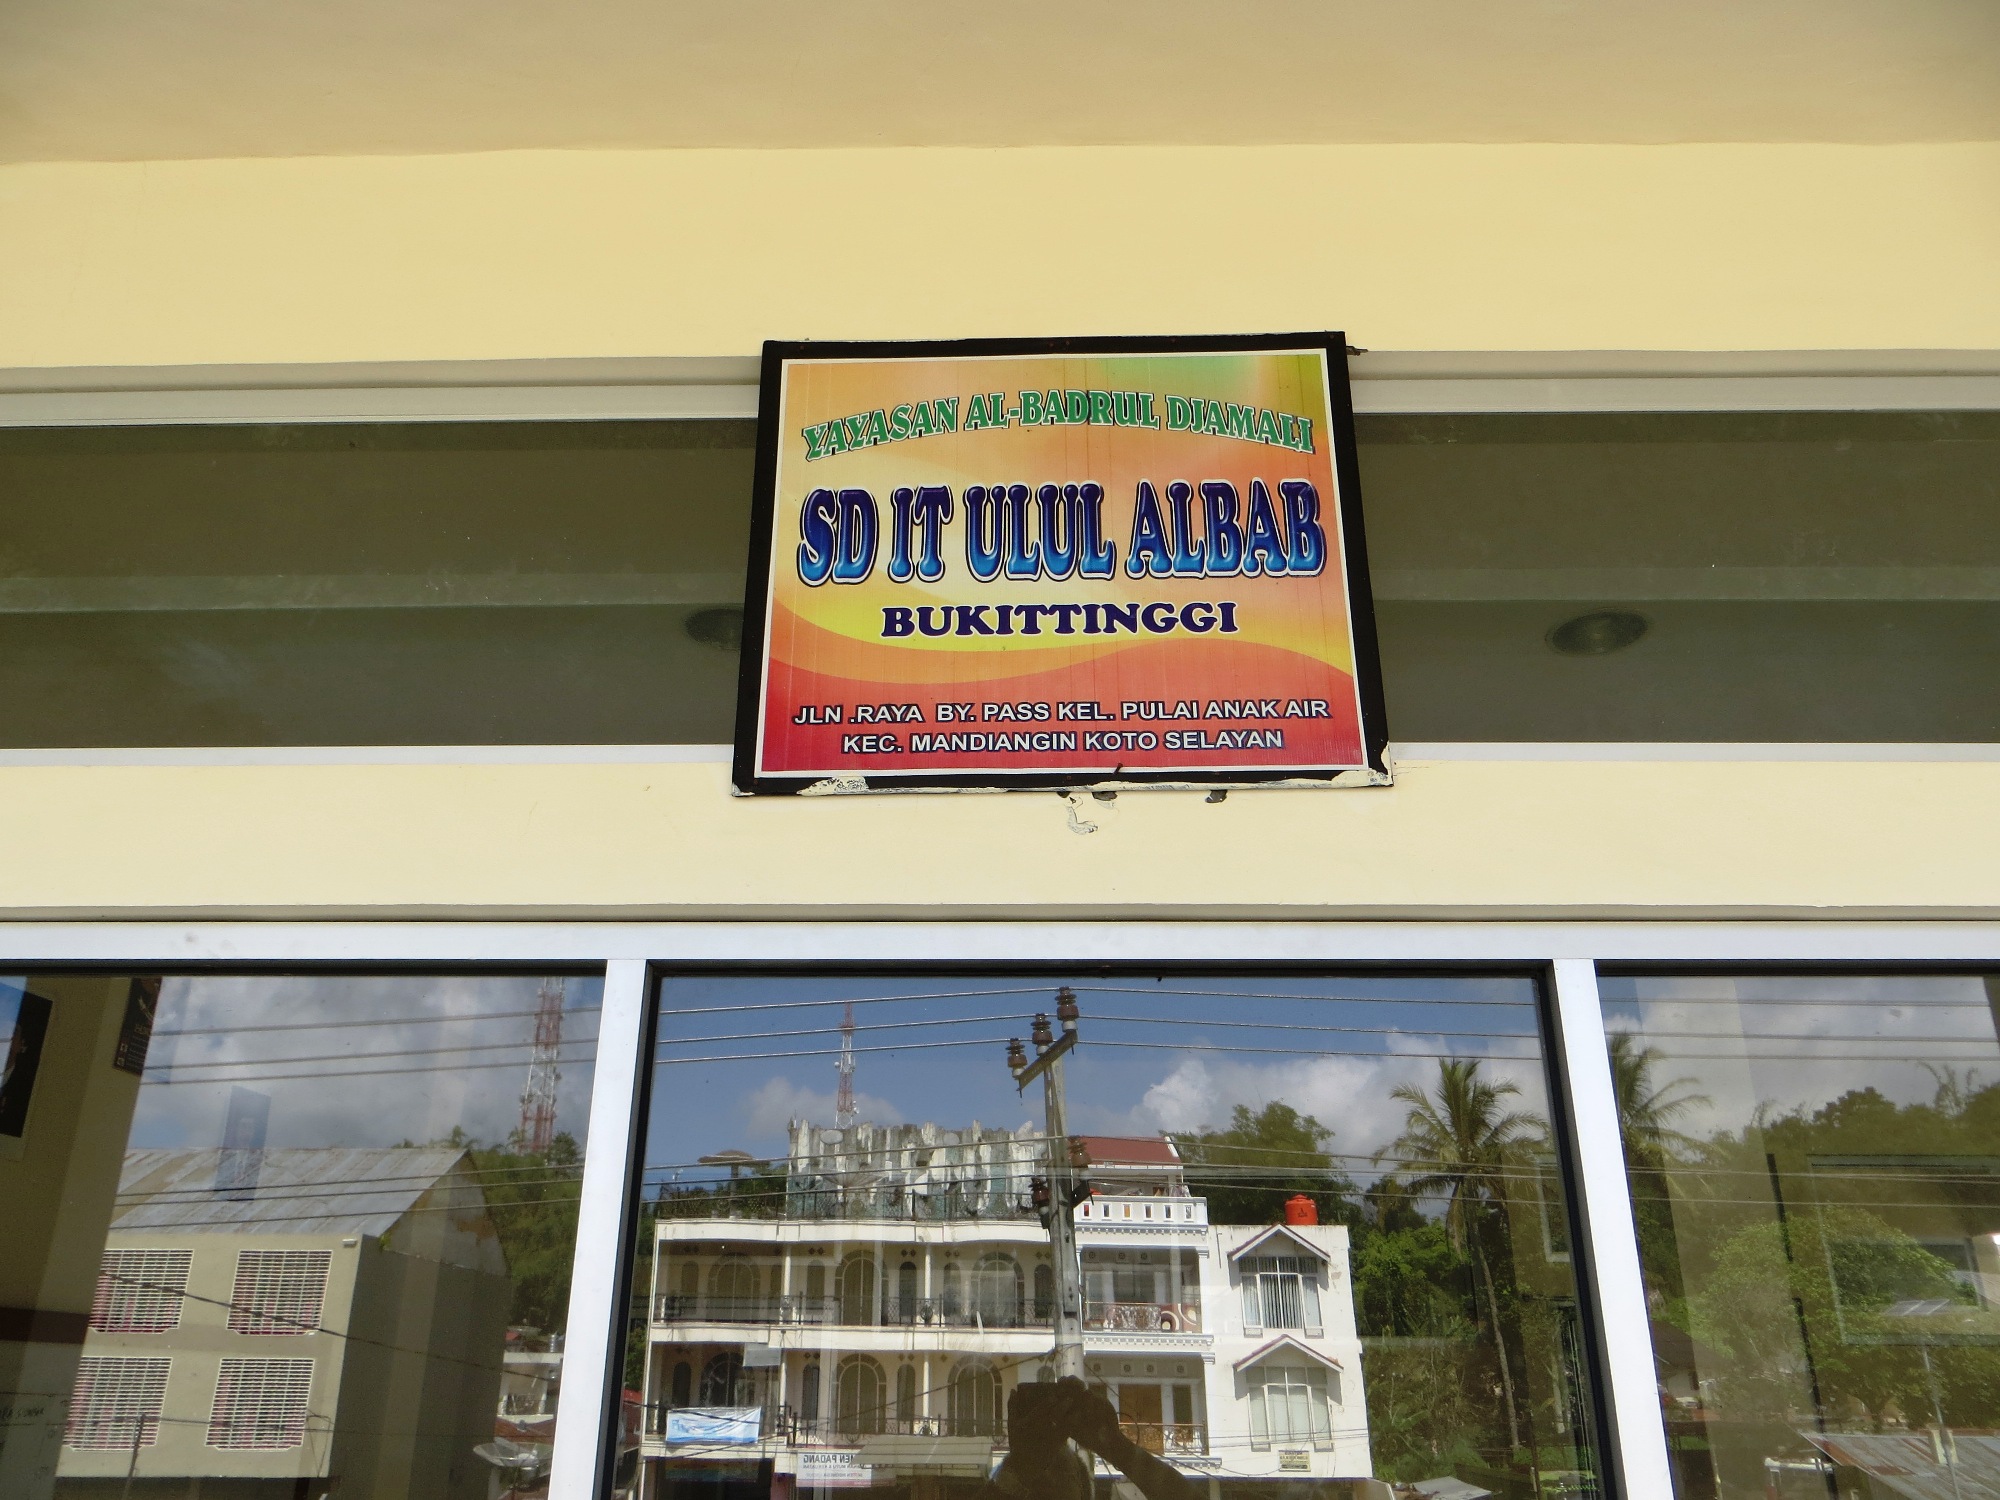 YAYASAN AL-BADRUL DJAMALI
SD IT ULUL ALBAB
BUKITTINGGI
JLN .RAYA BY. PASS KEL. PULAI ANAK AIR
KEC. MANDIANGIN KOTO SELAYAN